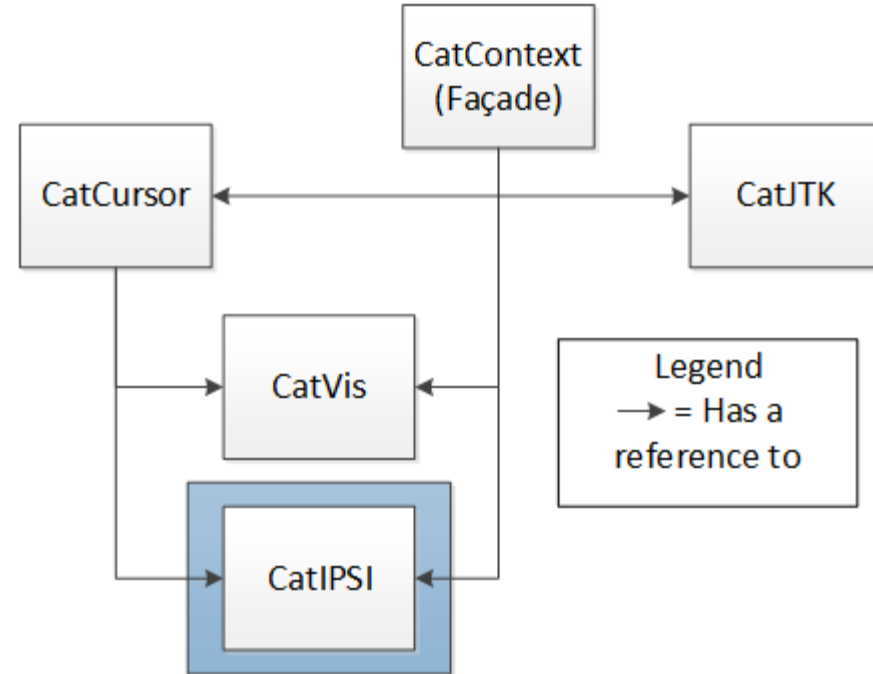 CatContext
(Façade)
CatCursor
CatJTK
CatVis
Legend
→ = Has a
reference to
CatIPSI